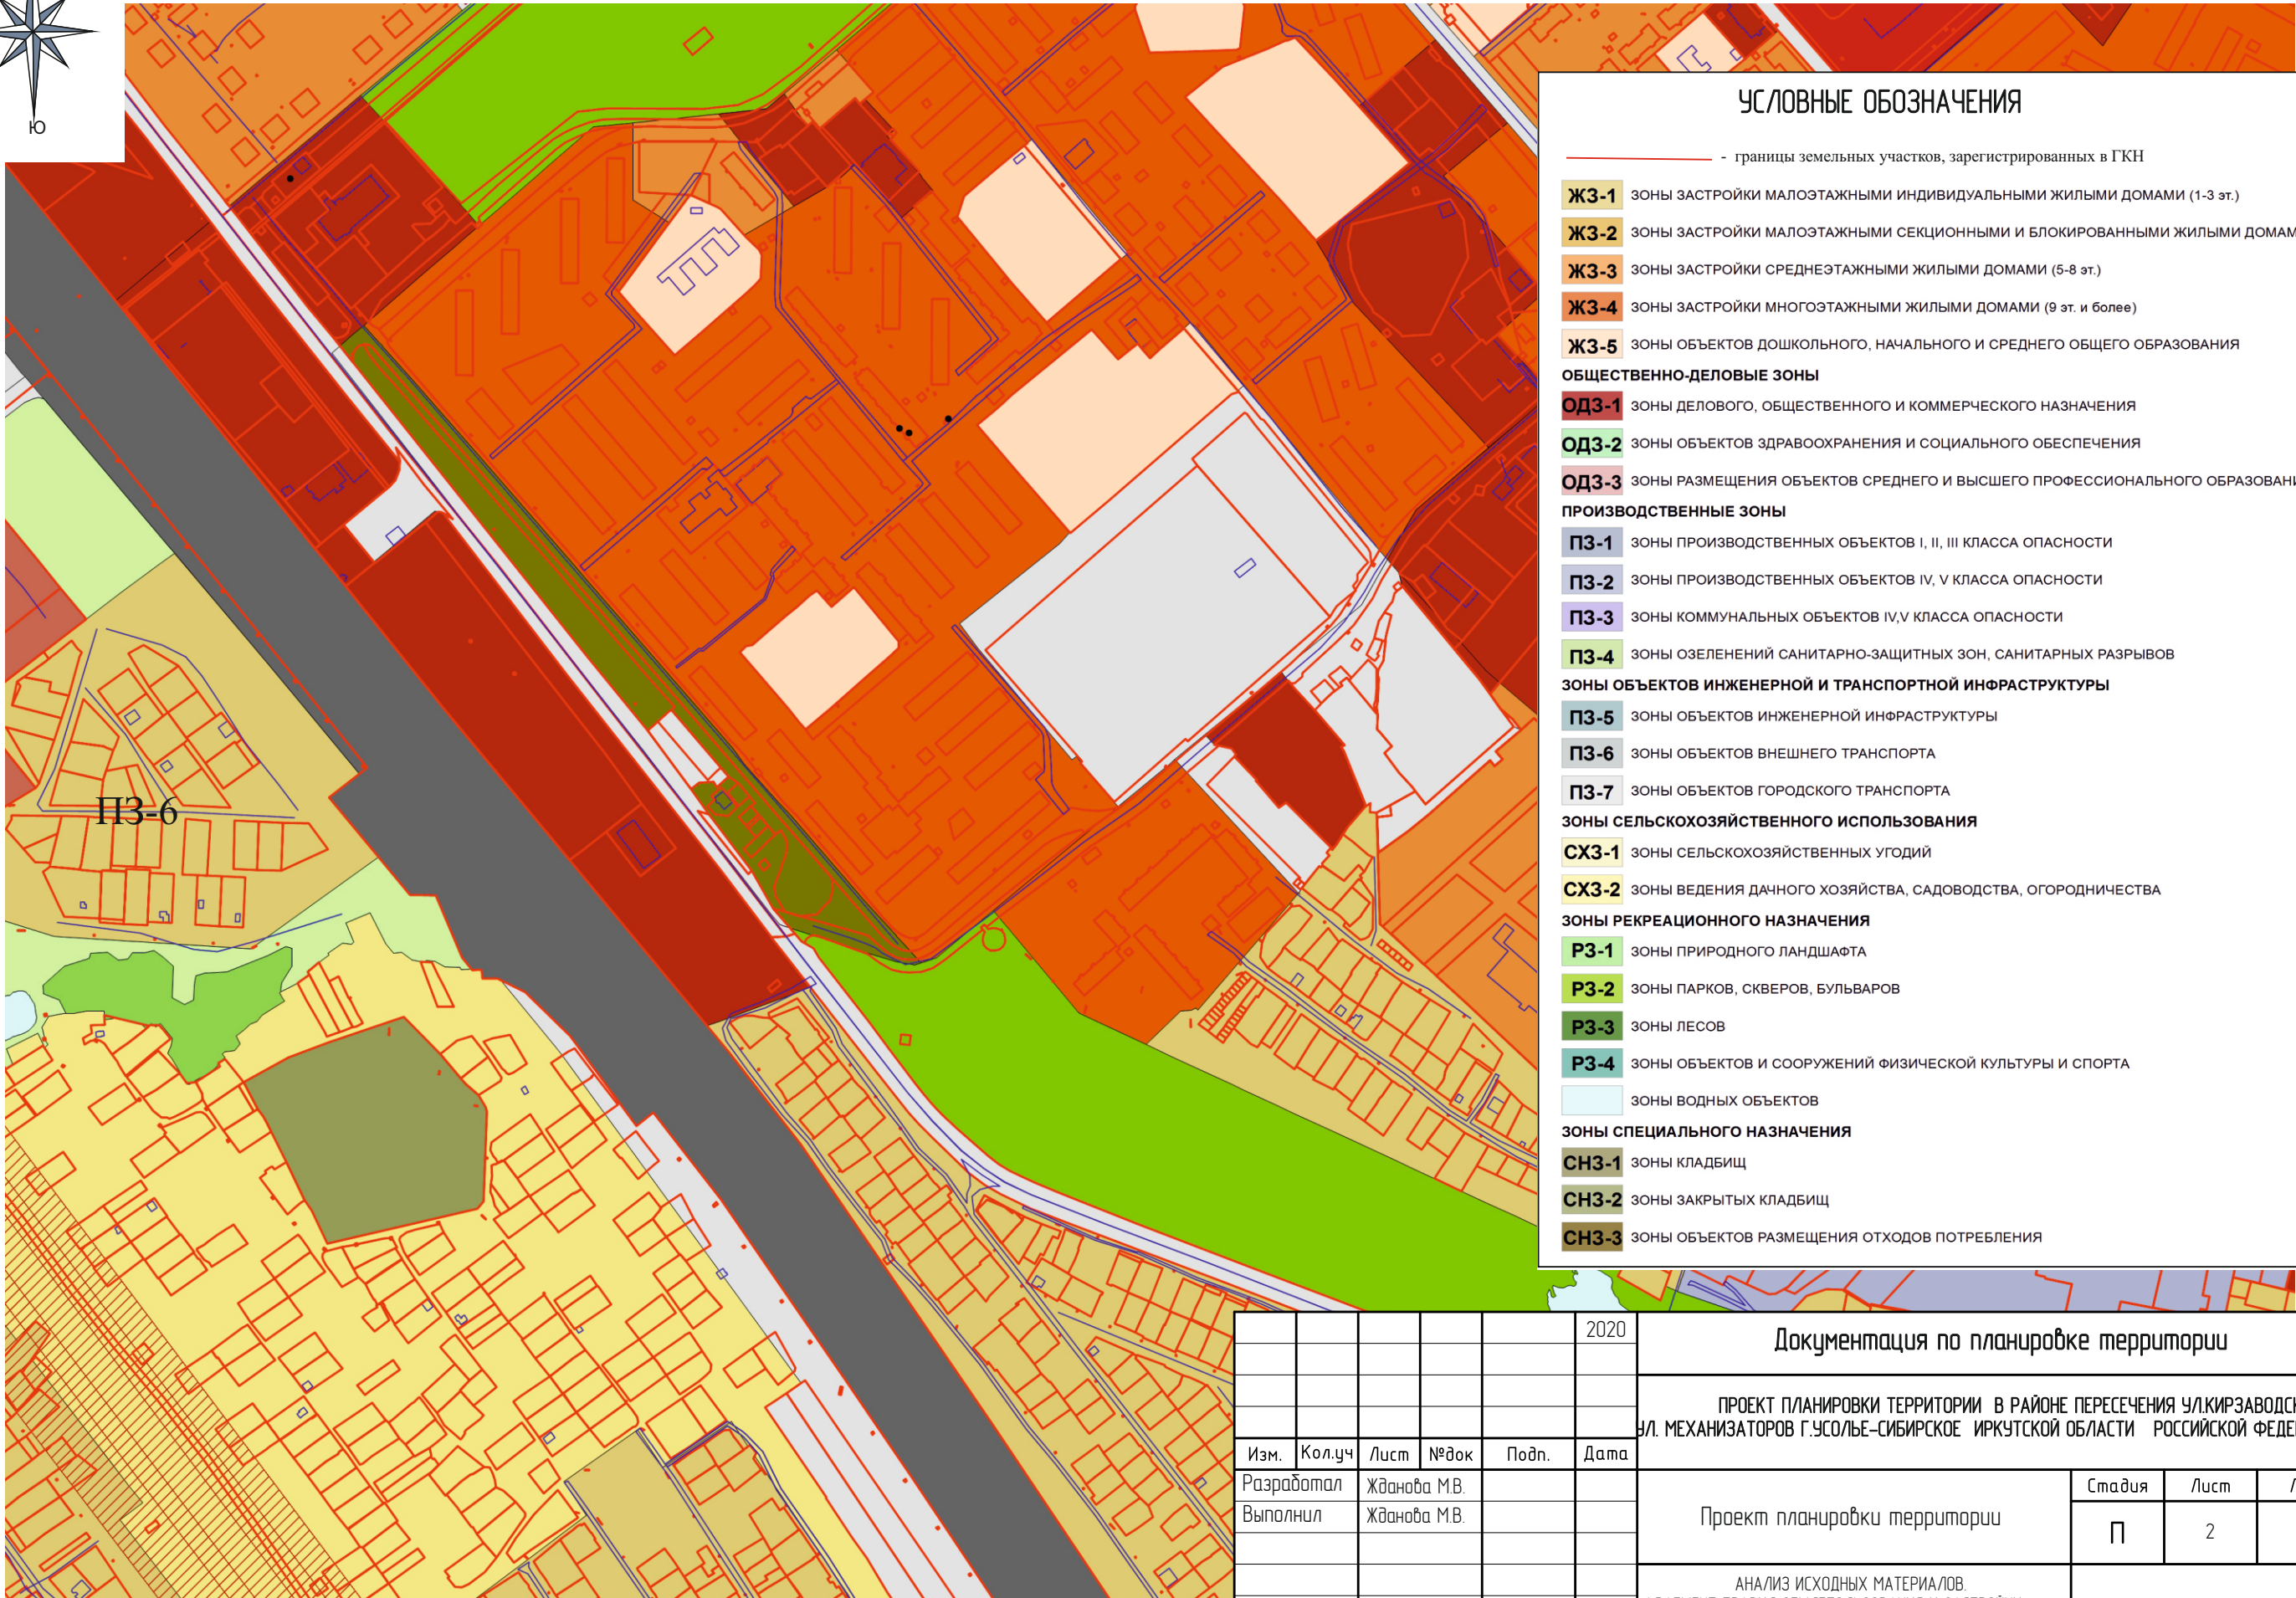 Ю
ПЗ-6
УСЛОВНЫЕ ОБОЗНАЧЕНИЯ
- границы земельных участков, зарегистрированных в ГКН
ЖЗ-1 ЗОНЫ ЗАСТРОЙКИ МАЛОЭТАЖНЫМИ ИНДИВИДУАЛЬНЫМИ ЖИЛЫМИ ДОМАМИ (1-3 эт.)
ЖЗ-2 ЗОНЫ ЗАСТРОЙКИ МАЛОЭТАЖНЫМИ СЕКЦИОННЫМИ И БЛОКИРОВАННЫМИ ЖИЛЫМИ ДОМАМ
ЖЗ-3 ЗОНЫ ЗАСТРОЙКИ СРЕДНЕЭТАЖНЫМИ ЖИЛЫМИ ДОМАМИ (5-8 эт.)
ЖЗ-4 ЗОНЫ ЗАСТРОЙКИ МНОГОЭТАЖНЫМИ ЖИЛЫМИ ДОМАМИ (9 эт. и более)
ЖЗ-5 ЗОНЫ ОБЪЕКТОВ ДОШКОЛЬНОГО, НАЧАЛЬНОГО И СРЕДНЕГО ОБЩЕГО ОБРАЗОВАНИЯ
ОБЩЕСТВЕННО-ДЕЛОВЫЕ ЗОНЫ
ОДЗ-1 ЗОНЫ ДЕЛОВОГО, ОБЩЕСТВЕННОГО И КОММЕРЧЕСКОГО НАЗНАЧЕНИЯ
ОДЗ-2 ЗОНЫ ОБЪЕКТОВ ЗДРАВООХРАНЕНИЯ И СОЦИАЛЬНОГО ОБЕСПЕЧЕНИЯ
ОДЗ-3 ЗОНЫ РАЗМЕЩЕНИЯ ОБЪЕКТОВ СРЕДНЕГО И ВЫСШЕГО ПРОФЕССИОНАЛЬНОГО ОБРАЗОВАНИ
ПРОИЗВОДСТВЕННЫЕ ЗОНЫ
ПЗ-1 ЗОНЫ ПРОИЗВОДСТВЕННЫХ ОБЪЕКТОВ I, II, III КЛАССА ОПАСНОСТИ
ПЗ-2 ЗОНЫ ПРОИЗВОДСТВЕННЫХ ОБЪЕКТОВ IV, V КЛАССА ОПАСНОСТИ
ПЗ-3 ЗОНЫ КОММУНАЛЬНЫХ ОБЪЕКТОВ IV,V КЛАССА ОПАСНОСТИ
ПЗ-4 ЗОНЫ ОЗЕЛЕНЕНИЙ САНИТАРНО-ЗАЩИТНЫХ ЗОН, САНИТАРНЫХ РАЗРЫВОВ
ЗОНЫ ОБЪЕКТОВ ИНЖЕНЕРНОЙ И ТРАНСПОРТНОЙ ИНФРАСТРУКТУРЫ
ПЗ-5 ЗОНЫ ОБЪЕКТОВ ИНЖЕНЕРНОЙ ИНФРАСТРУКТУРЫ
ПЗ-6 ЗОНЫ ОБЪЕКТОВ ВНЕШНЕГО ТРАНСПОРТА
ПЗ-7 ЗОНЫ ОБЪЕКТОВ ГОРОДСКОГО ТРАНСПОРТА
ЗОНЫ СЕЛЬСКОХОЗЯЙСТВЕННОГО ИСПОЛЬЗОВАНИЯ
СХЗ-1 ЗОНЫ СЕЛЬСКОХОЗЯЙСТВЕННЫХ УГОДИЙ
СХЗ-2 ЗОНЫ ВЕДЕНИЯ ДАЧНОГО ХОЗЯЙСТВА, САДОВОДСТВА, ОГОРОДНИЧЕСТВА
ЗОНЫ РЕКРЕАЦИОННОГО НАЗНАЧЕНИЯ
РЗ-1 ЗОНЫ ПРИРОДНОГО ЛАНДШАФТА
РЗ-2 ЗОНЫ ПАРКОВ, СКВЕРОВ, БУЛЬВАРОВ
РЗ-3 ЗОНЫ ЛЕСОВ
РЗ-4 ЗОНЫ ОБЪЕКТОВ И СООРУЖЕНИЙ ФИЗИЧЕСКОЙ КУЛЬТУРЫ И СПОРТА
ЗОНЫ ВОДНЫХ ОБЪЕКТОВ
ЗОНЫ СПЕЦИАЛЬНОГО НАЗНАЧЕНИЯ
СНЗ-1 ЗОНЫ КЛАДБИЩ
СНЗ-2 ЗОНЫ ЗАКРЫТЫХ КЛАДБИЩ
СНЗ-3 ЗОНЫ ОБЪЕКТОВ РАЗМЕЩЕНИЯ ОТХОДОВ ПОТРЕБЛЕНИЯ
2020
Документация по планировке территории
ПРОЕКТ ПЛАНИРОВКИ ТЕРРИТОРИИ В РАЙОНЕ ПЕРЕСЕЧЕНИЯ УЛ.КИРЗАВОДСК
УЛ. МЕХАНИЗАТОРОВ Г.УСОЛЬЕ-СИБИРСКОЕ ИРКУТСКОЙ ОБЛАСТИ РОССИЙСКОЙ ФЕДЕ
Изм. Кол.уч Лист №док Подп. Дата
Разработал Жданова М.В.
Выполнил Жданова М.В.
Проект планировки территории
Стадия Лист
П 2
АНАЛИЗ ИСХОДНЫХ МАТЕРИАЛОВ.